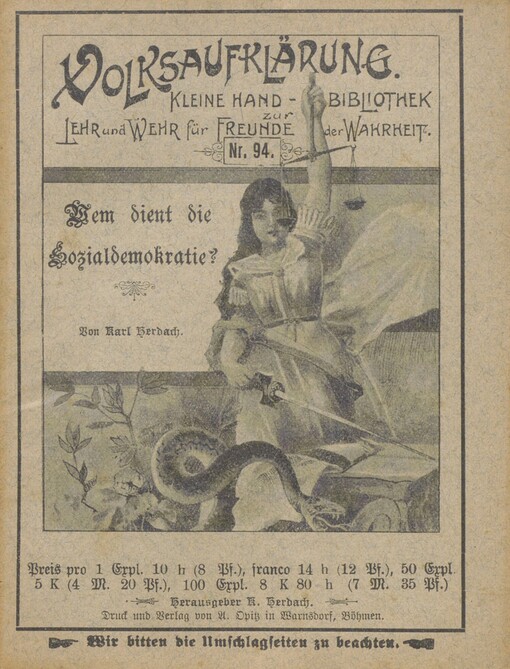 VOLKSAUFKLÄRUNG.
KLEINE HAND-BIBLIOTHEK
zur
LEHR und WEHR für FREUNDE der WAHRHEIT.
Nr. 94.
Wem dient die
Sozialdemokratie?
Von Karl Herdach.
Preis pro 1 Expl. 10 h (8 Pf.), franco 14 h (12 Pf.), 50 Expl.
5 K (4 M. 20 Pf.), 100 Expl. 8 K 80 h (7 M. 35 Pf.)
Herausgeber K. Herdach.
Druck und Verlag von A. Opitz in Warnsdorf, Böhmen.
Wir bitten die Umschlagseiten zu beachten.